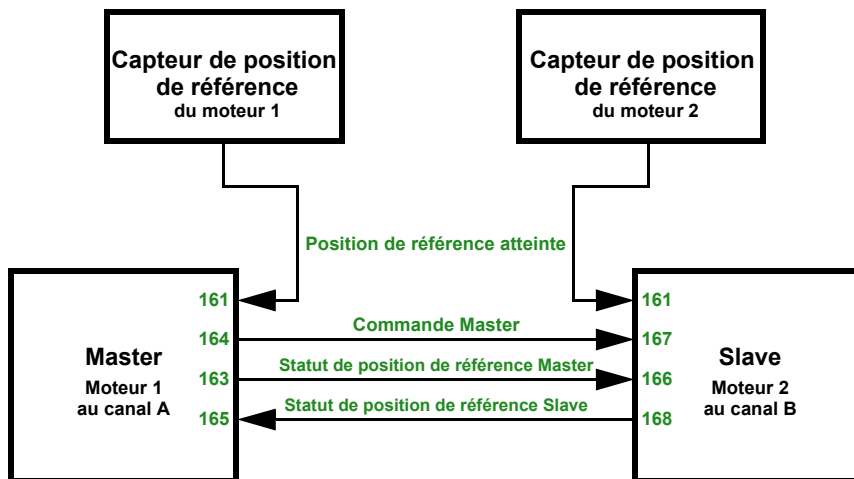 Capteur de position
de référence
du moteur 1
Capteur de position
de référence
du moteur 2
Position de référence atteinte
161
161
Commande Master
164
167
Statut de position de référence Master
163
166
Statut de position de référence Slave
165
168
Master
Moteur 1
au canal A
Slave
Moteur 2
au canal B